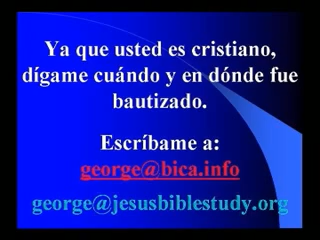 Ya que usted es cristiano,
dígame cuándo y en dónde fue
bautizado.
Escríbame a:
george@bica.info
george@jesusbiblestudy.org